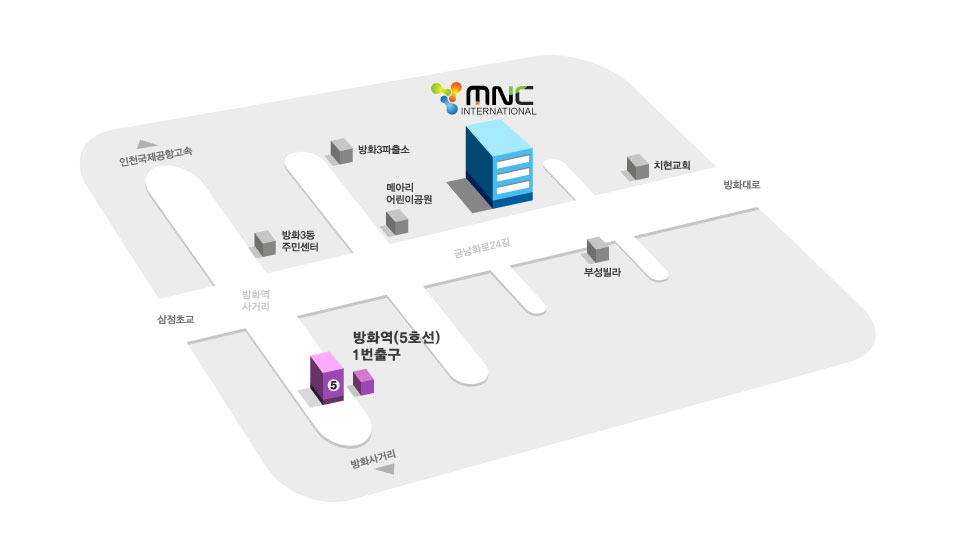 MNC
INTERNATIONAL
인천국제공항고속
방화3파출소
치현교회
메아리
어린이공원
방화대로
방화3동
주민센터
금낭화로24길
부성빌라
방화역
사거리
삼정초교
방화역(5호선)
1번출구
5
방화사거리